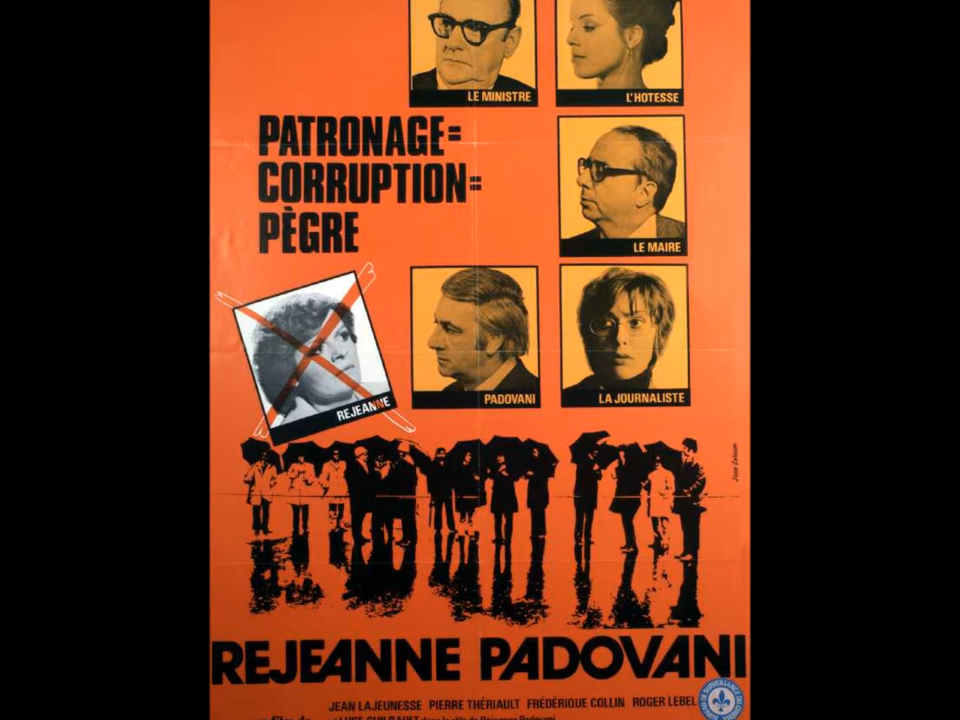 LE MINISTRE
L'HOTESSE
PATRONAGE=
CORRUPTION=
PÈGRE
LE MAIRE
REJEANNE
PADOVANI
LA JOURNALISTE
REJEANNE PADOVANI
JEAN LAJEUNESSE PIERRE THÉRIAULT FRÉDÉRIQUE COLLIN ROGER LEBEL